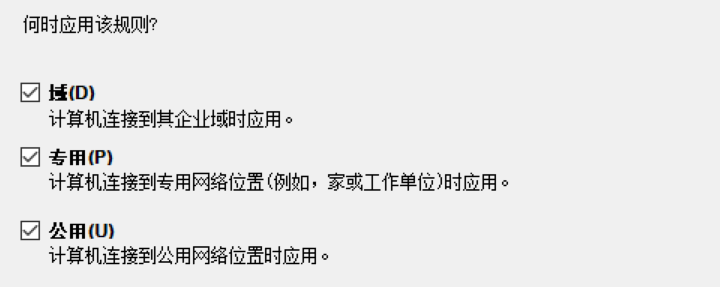 何时应用该规则?
域(D)
计算机连接到其企业域时应用。
专用(P)
计算机连接到专用网络位置(例如，家或工作单位)时应用。
公用(U)
计算机连接到公用网络位置时应用。